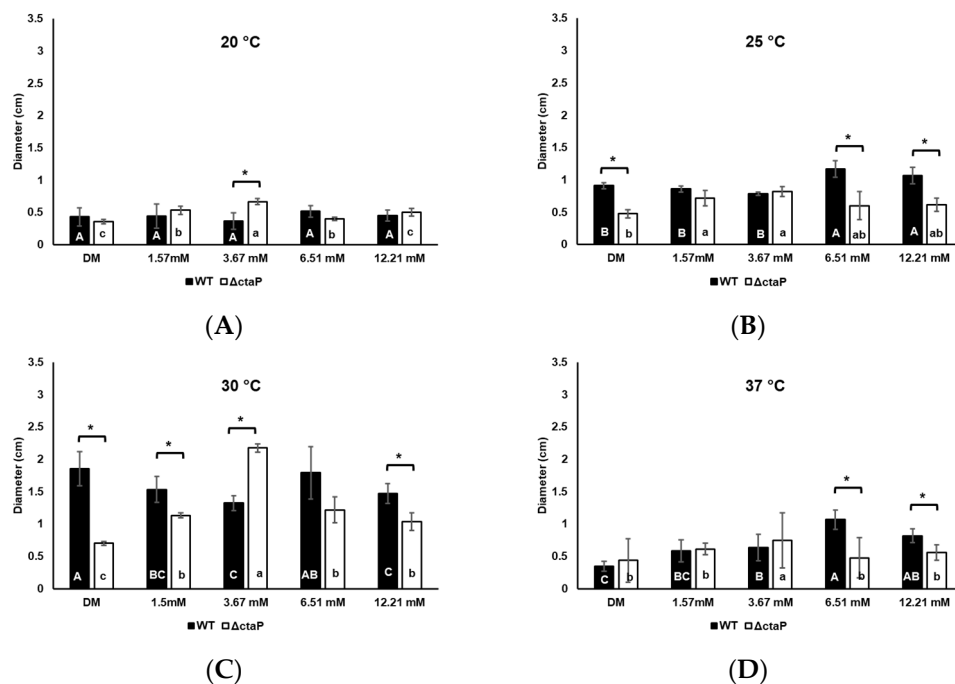 20 °C
3.5
3
2.5
2
1.5
1
0.5
0
Diameter (cm)
*
A c A b A a A b A c
DM 1.57mM 3.67 mM 6.51 mM 12.21 mM
WT ΔctaP
(A)
25 °C
3.5
3
2.5
2
1.5
1
0.5
0
Diameter (cm)
* * *
B b B a B a A ab A ab
DM 1.57mM 3.67 mM 6.51 mM 12.21 mM
WT ΔctaP
(B)
30 °C
3.5
3
2.5
2
1.5
1
0.5
0
Diameter (cm)
* * * *
A c BC b C a AB b C b
DM 1.5mM 3.67 mM 6.51 mM 12.21 mM
WT ΔctaP
(C)
37 °C
3.5
3
2.5
2
1.5
1
0.5
0
Diameter (cm)
* *
C b BC b B a A b AB b
DM 1.57mM 3.67 mM 6.51 mM 12.21 mM
WT ΔctaP
(D)